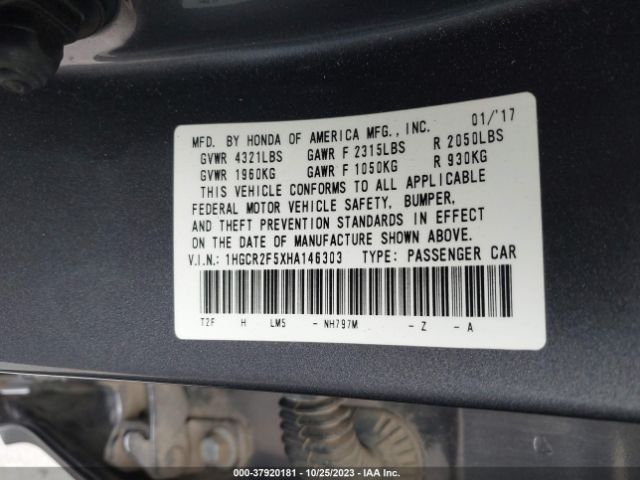 MFD. BY HONDA OF AMERICA MFG., INC. 01/'17
GVWR 4321LBS GAWR F 2315LBS R 2050LBS
GVWR 1960KG GAWR F 1050KG R 930KG
THIS VEHICLE CONFORMS TO ALL APPLICABLE
FEDERAL MOTOR VEHICLE SAFETY, BUMPER,
AND THEFT PREVENTION STANDARDS IN EFFECT
ON THE DATE OF MANUFACTURE SHOWN ABOVE.
V.I.N.: 1HGCR2F5XHA146303 TYPE: PASSENGER CAR
T2F H LM5 - NH797M - Z - A
000-37920181 - 10/25/2023 - IAA Inc.